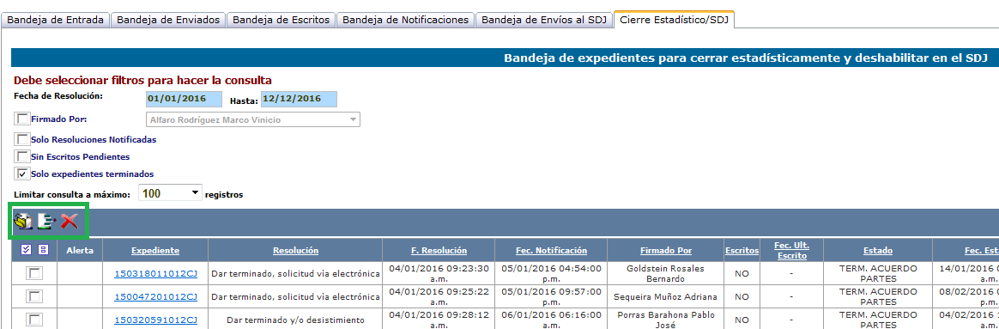 Bandeja de Entrada Bandeja de Enviados Bandeja de Escritos Bandeja de Notificaciones Bandeja de Envíos al SDJ Cierre Estadístico/SDJ
Bandeja de expedientes para cerrar estadísticamente y deshabilitar en el SDJ
Debe seleccionar filtros para hacer la consulta
Fecha de Resolución: 01/01/2016 Hasta: 12/12/2016
Firmado Por: Alfaro Rodríguez Marco Vinicio
Solo Resoluciones Notificadas
Sin Escritos Pendientes
Solo expedientes terminados
Limitar consulta a máximo: 100 registros
Alerta Expediente Resolución F. Resolución Fec. Notificación Firmado Por Escritos Fec. Ult. Escrito Estado Fec. Est
150318011012CJ Dar terminado, solicitud vía electrónica 04/01/2016 09:23:30 a.m. 05/01/2016 04:54:00 p.m. Goldstein Rosales Bernardo NO - TERM. ACUERDO PARTES 14/01/2016 a.m.
150047201012CJ Dar terminado, solicitud vía electrónica 04/01/2016 09:25:22 a.m. 05/01/2016 09:57:00 p.m. Sequeira Muñoz Adriana NO - TERM. ACUERDO PARTES 08/02/2016 p.m.
150320591012CJ Dar terminado y/o desistimiento 04/01/2016 09:28:12 a.m. 06/01/2016 06:16:00 a.m. Porras Barahona Pablo José NO - TERM. ACUERDO PARTES 04/02/2016 a.m.